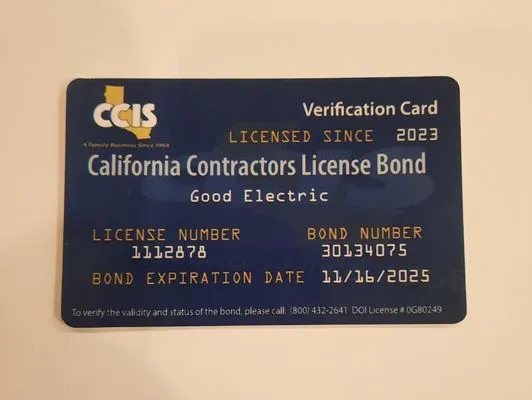 CCIS
A Family Business Since 1968
Verification Card
LICENSED SINCE 2023
California Contractors License Bond
Good Electric
LICENSE NUMBER BOND NUMBER
1112878 30134075
BOND EXPIRATION DATE 11/16/2025
To verify the validity and status of the bond, please call: (800) 432-2641 DOI License # 0G80249